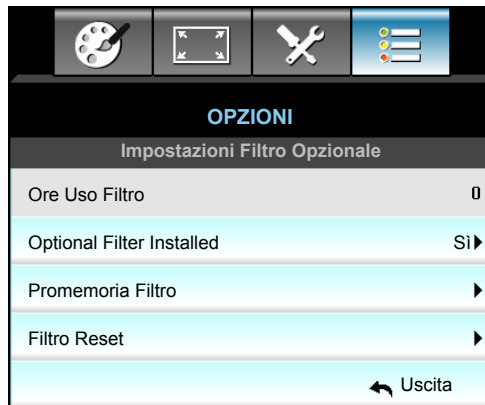 OPZIONI
Impostazioni Filtro Opzionale
Ore Uso Filtro 0
Optional Filter Installed Sì
Promemoria Filtro
Filtro Reset
Uscita